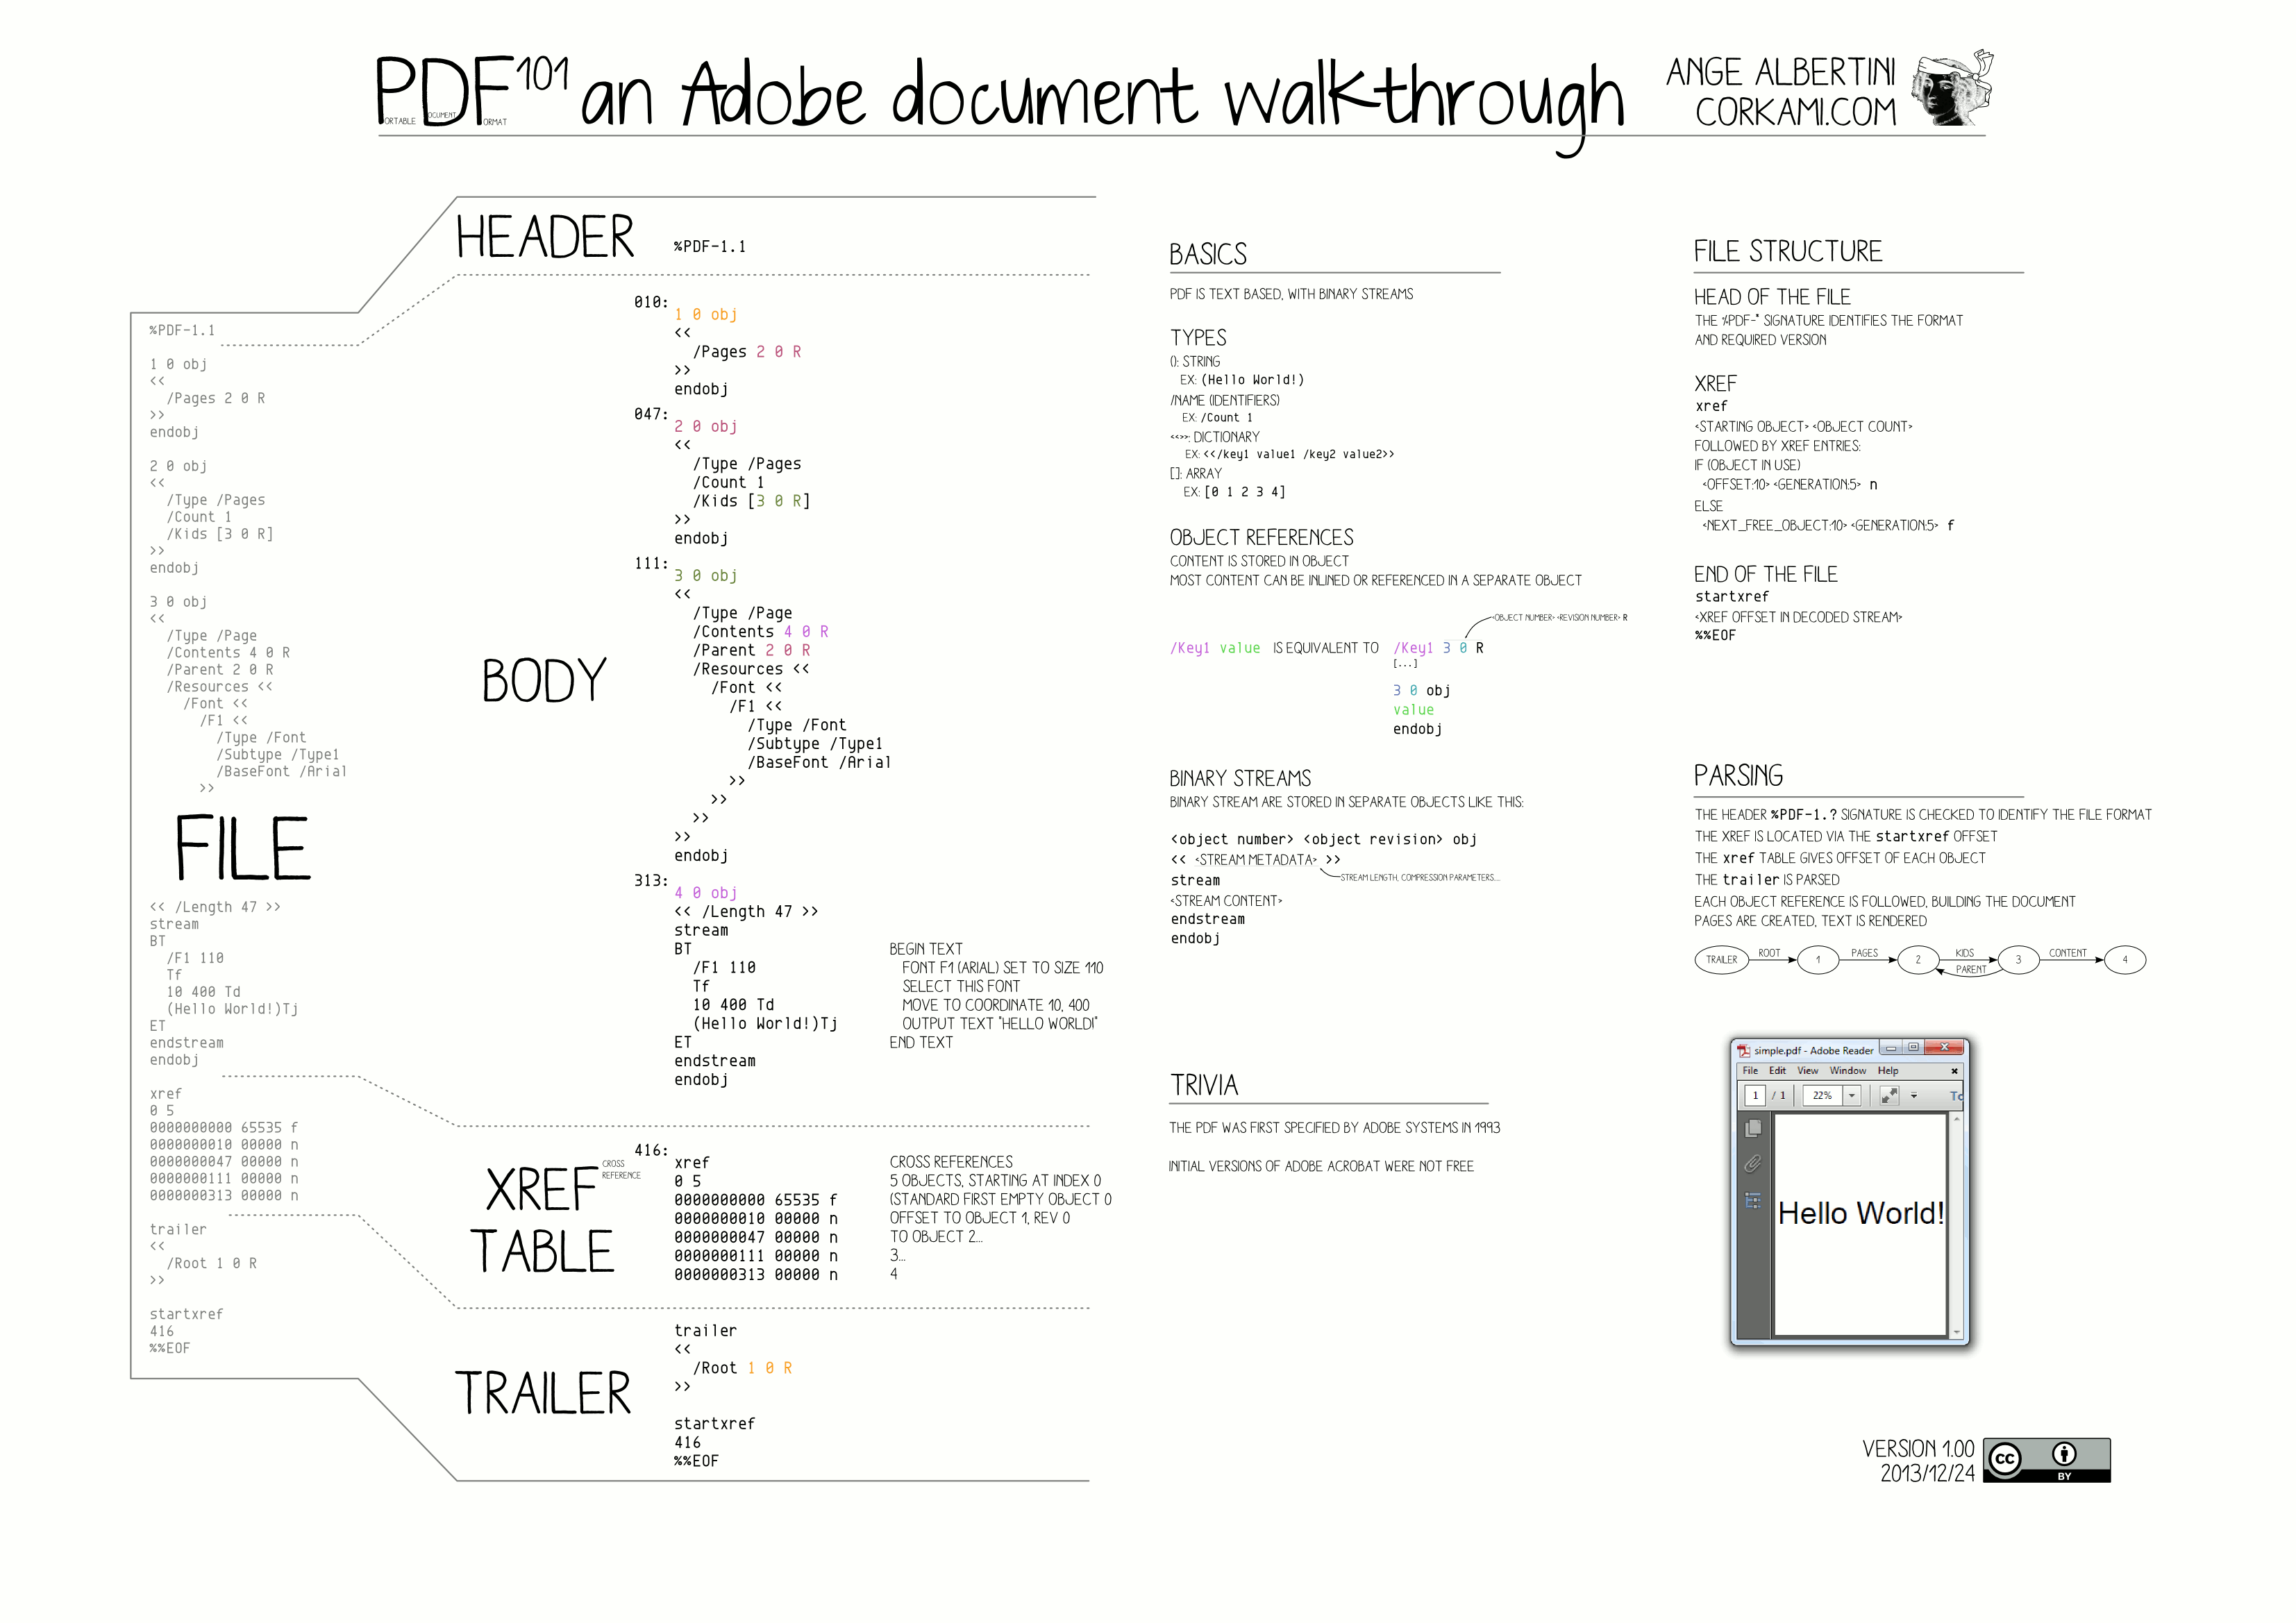 PDF101 an Adobe document walkthrough
PORTABLE DOCUMENT FORMAT
ANGE ALBERTINI
CORKAMI.COM
%PDF-1.1
1 0 obj
<<
  /Pages 2 0 R
>>
endobj
2 0 obj
<<
  /Type /Pages
  /Count 1
  /Kids [3 0 R]
>>
endobj
3 0 obj
<<
  /Type /Page
  /Contents 4 0 R
  /Parent 2 0 R
  /Resources <<
    /Font <<
      /F1 <<
        /Type /Font
        /Subtype /Type1
        /BaseFont /Arial
      >>
FILE
<< /Length 47 >>
stream
BT
  /F1 110
  Tf
  10 400 Td
  (Hello World!)Tj
ET
endstream
endobj
xref
0 5
0000000000 65535 f
0000000010 00000 n
0000000047 00000 n
0000000111 00000 n
0000000313 00000 n
trailer
<<
  /Root 1 0 R
>>
startxref
416
%%EOF
HEADER
%PDF-1.1
BODY
010:
1 0 obj
<<
  /Pages 2 0 R
>>
endobj
047:
2 0 obj
<<
  /Type /Pages
  /Count 1
  /Kids [3 0 R]
>>
endobj
111:
3 0 obj
<<
  /Type /Page
  /Contents 4 0 R
  /Parent 2 0 R
  /Resources <<
    /Font <<
      /F1 <<
        /Type /Font
        /Subtype /Type1
        /BaseFont /Arial
      >>
    >>
  >>
>>
endobj
313:
4 0 obj
<< /Length 47 >>
stream
BT BEGIN TEXT
  /F1 110 FONT F1 (ARIAL) SET TO SIZE 110
  Tf SELECT THIS FONT
  10 400 Td MOVE TO COORDINATE 10, 400
  (Hello World!)Tj OUTPUT TEXT "HELLO WORLD!"
ET END TEXT
endstream
endobj
XREF CROSS REFERENCE
TABLE
416:
xref CROSS REFERENCES
0 5 5 OBJECTS, STARTING AT INDEX 0
0000000000 65535 f (STANDARD FIRST EMPTY OBJECT 0
0000000010 00000 n OFFSET TO OBJECT 1, REV 0
0000000047 00000 n TO OBJECT 2...
0000000111 00000 n 3...
0000000313 00000 n 4
TRAILER
trailer
<<
  /Root 1 0 R
>>
startxref
416
%%EOF
BASICS
PDF IS TEXT BASED, WITH BINARY STREAMS
TYPES
(): STRING
EX: (Hello World!)
/NAME (IDENTIFIERS)
EX: /Count 1
<<>>: DICTIONARY
EX: <</key1 value1 /key2 value2>>
[]: ARRAY
EX: [0 1 2 3 4]
OBJECT REFERENCES
CONTENT IS STORED IN OBJECT
MOST CONTENT CAN BE INLINED OR REFERENCED IN A SEPARATE OBJECT
<OBJECT NUMBER> <REVISION NUMBER> R
/Key1 value IS EQUIVALENT TO /Key1 3 0 R
[...]
3 0 obj
value
endobj
BINARY STREAMS
BINARY STREAM ARE STORED IN SEPARATE OBJECTS LIKE THIS:
<object number> <object revision> obj
<< <STREAM METADATA> >>
STREAM LENGTH, COMPRESSION PARAMETERS...
stream
<STREAM CONTENT>
endstream
endobj
TRIVIA
THE PDF WAS FIRST SPECIFIED BY ADOBE SYSTEMS IN 1993
INITIAL VERSIONS OF ADOBE ACROBAT WERE NOT FREE
FILE STRUCTURE
HEAD OF THE FILE
THE %PDF-" SIGNATURE IDENTIFIES THE FORMAT
AND REQUIRED VERSION
XREF
xref
<STARTING OBJECT> <OBJECT COUNT>
FOLLOWED BY XREF ENTRIES:
IF (OBJECT IN USE)
<OFFSET:10> <GENERATION:5> n
ELSE
<NEXT_FREE_OBJECT:10> <GENERATION:5> f
END OF THE FILE
startxref
<XREF OFFSET IN DECODED STREAM>
%%EOF
PARSING
THE HEADER %PDF-1.? SIGNATURE IS CHECKED TO IDENTIFY THE FILE FORMAT
THE XREF IS LOCATED VIA THE startxref OFFSET
THE xref TABLE GIVES OFFSET OF EACH OBJECT
THE trailer IS PARSED
EACH OBJECT REFERENCE IS FOLLOWED, BUILDING THE DOCUMENT
PAGES ARE CREATED, TEXT IS RENDERED
TRAILER ROOT 1 PAGES 2 KIDS PARENT 3 CONTENT 4
simple.pdf - Adobe Reader
File Edit View Window Help
1 / 1 22%
Hello World!
VERSION 1.00
2013/12/24
cc BY